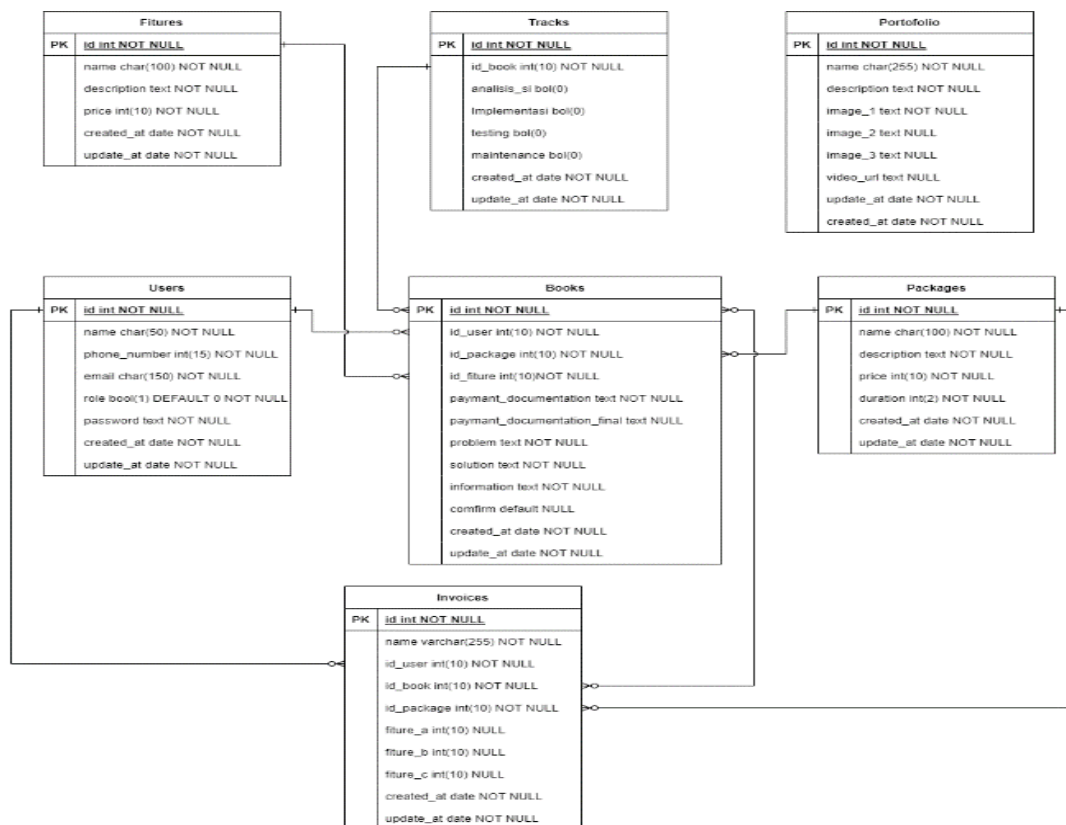 Fitures
PK id int NOT NULL
name char(100) NOT NULL
description text NOT NULL
price int(10) NOT NULL
created_at date NOT NULL
update_at date NOT NULL
Tracks
PK id int NOT NULL
id_book int(10) NOT NULL
analisis_si bol(0)
Implementasi bol(0)
testing bol(0)
maintenance bol(0)
created_at date NOT NULL
update_at date NOT NULL
Portofolio
PK id int NOT NULL
name char(255) NOT NULL
description text NOT NULL
image_1 text NOT NULL
image_2 text NULL
image_3 text NULL
video_url text NULL
update_at date NOT NULL
created_at date NOT NULL
Users
PK id int NOT NULL
name char(50) NOT NULL
phone_number int(15) NOT NULL
email char(150) NOT NULL
role bool(1) DEFAULT 0 NOT NULL
password text NOT NULL
created_at date NOT NULL
update_at date NOT NULL
Books
PK id int NOT NULL
id_user int(10) NOT NULL
id_package int(10) NOT NULL
id_fiture int(10)NOT NULL
paymant_documentation text NOT NULL
paymant_documentation_final text NULL
problem text NOT NULL
solution text NOT NULL
information text NOT NULL
comfirm default NULL
created_at date NOT NULL
update_at date NOT NULL
Packages
PK id int NOT NULL
name char(100) NOT NULL
description text NOT NULL
price int(10) NOT NULL
duration int(2) NOT NULL
created_at date NOT NULL
update_at date NOT NULL
Invoices
PK id int NOT NULL
name varchar(255) NOT NULL
id_user int(10) NOT NULL
id_book int(10) NOT NULL
id_package int(10) NOT NULL
fiture_a int(10) NULL
fiture_b int(10) NULL
fiture_c int(10) NULL
created_at date NOT NULL
update_at date NOT NULL